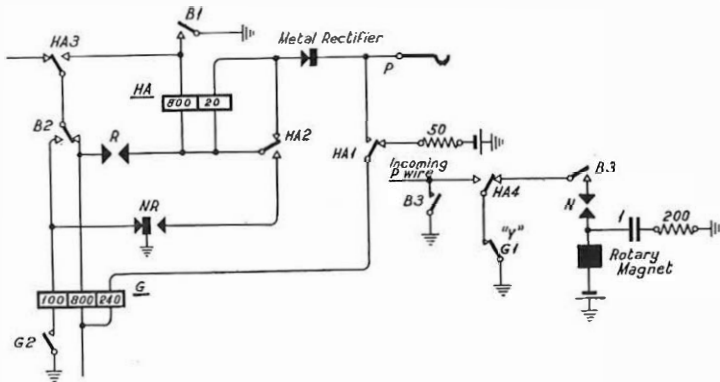 B1
HA3
Metal Rectifier
P
HA
800 20
B2
R
HA2
HA1
50
Incoming
P wire
B3
HA4
B3
N
1
200
NR
"Y"
G1
Rotary
Magnet
G
100 800 240
G2